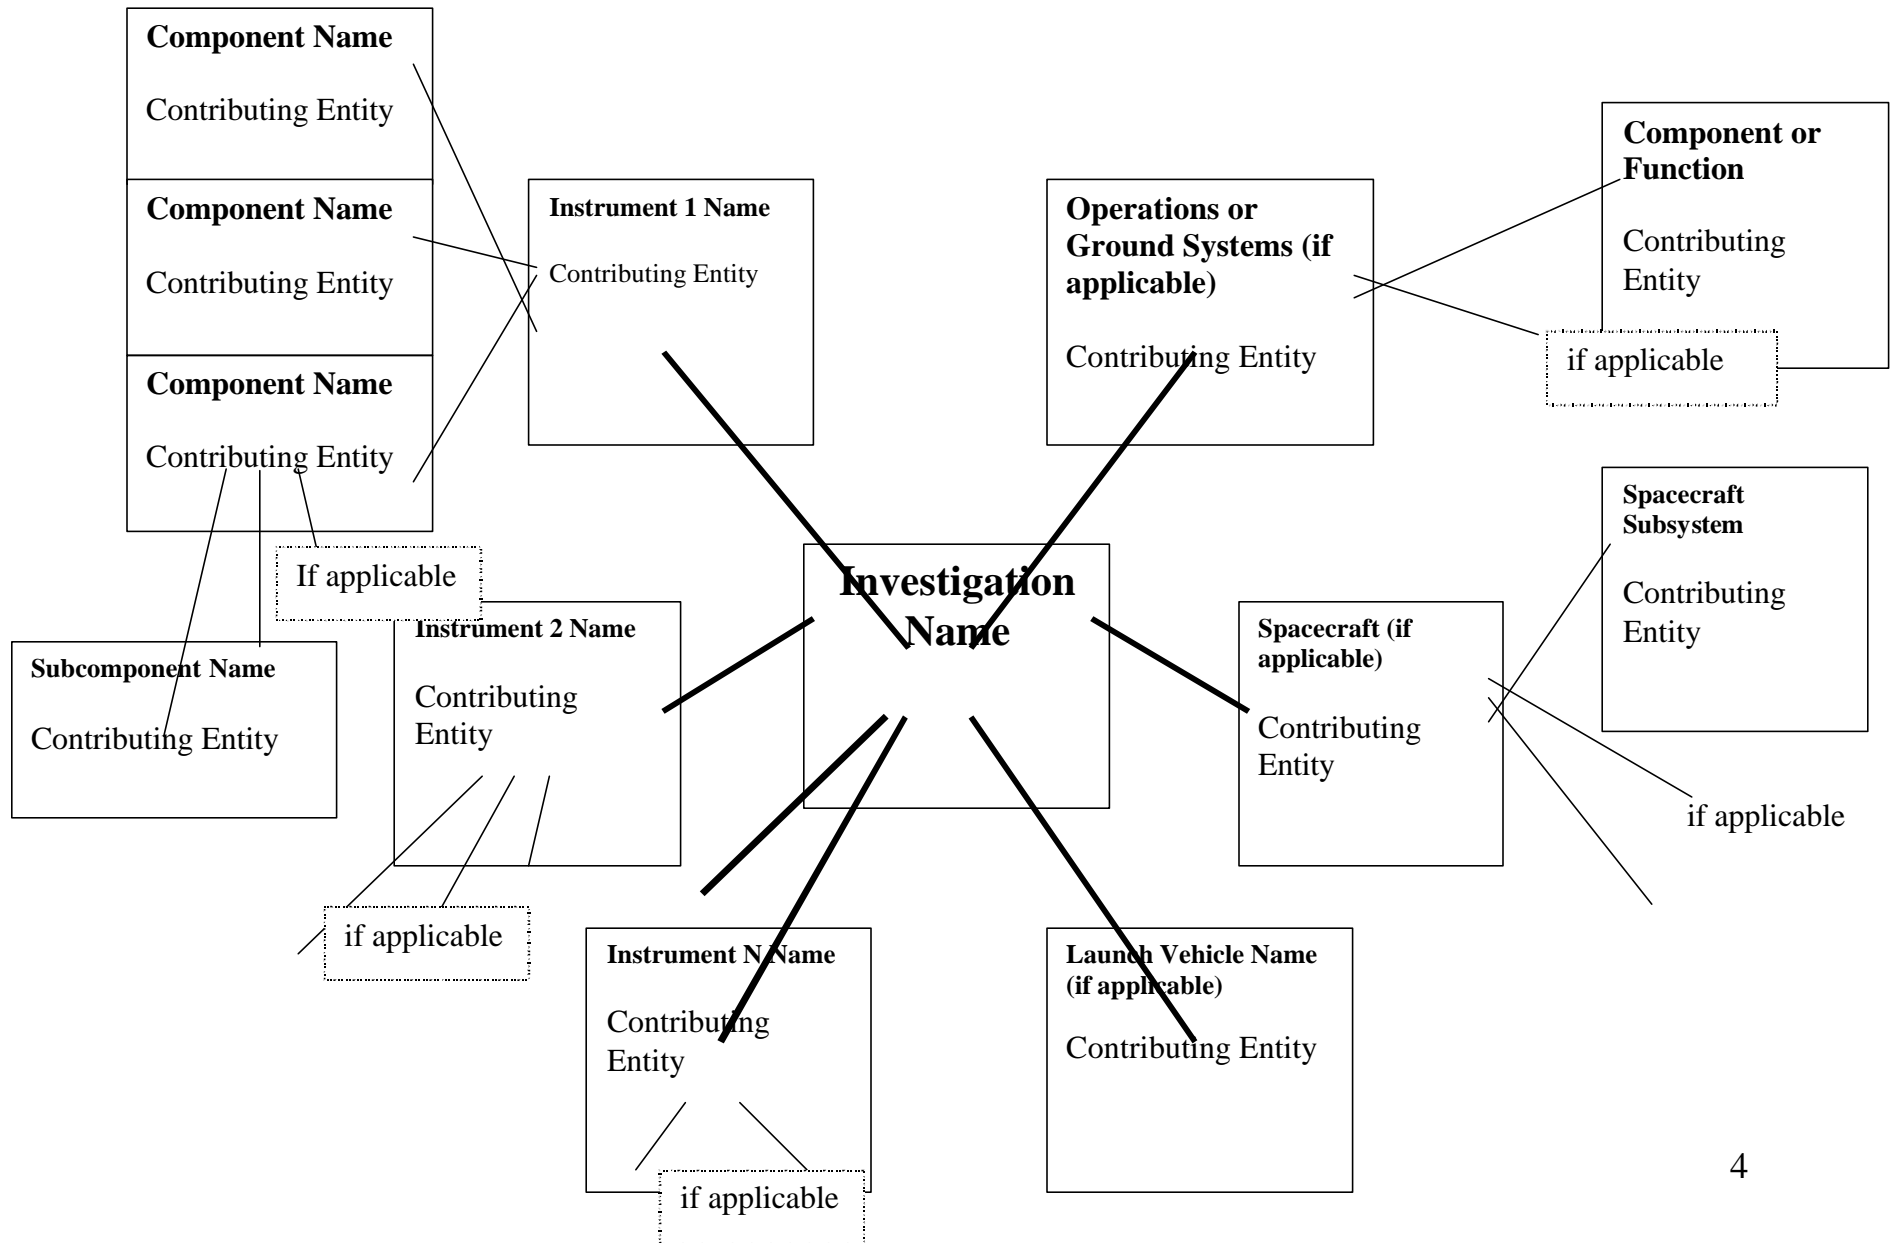 Component Name
Contributing Entity
Component Name
Contributing Entity
Component Name
Contributing Entity
If applicable
Subcomponent Name
Contributing Entity
Instrument 1 Name
Contributing Entity
Instrument 2 Name
Contributing
Entity
if applicable
Instrument N Name
Contributing
Entity
if applicable
Investigation
Name
Operations or
Ground Systems (if
applicable)
Contributing Entity
Component or
Function
Contributing
Entity
if applicable
Spacecraft (if
applicable)
Contributing
Entity
Spacecraft
Subsystem
Contributing
Entity
if applicable
Launch Vehicle Name
(if applicable)
Contributing Entity
4